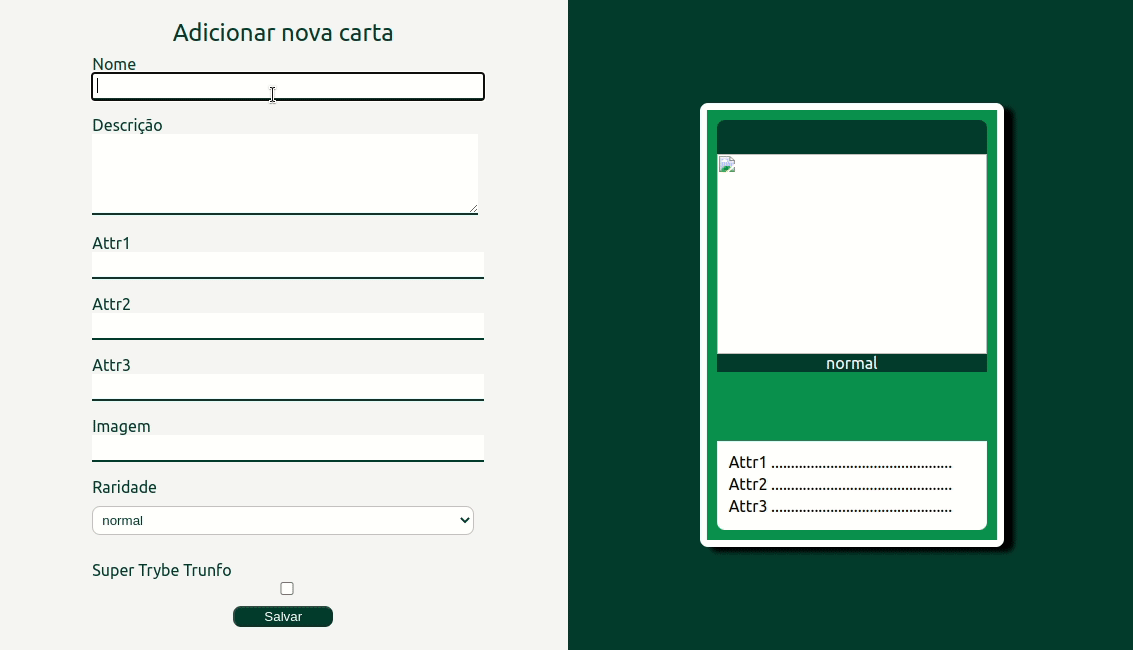 Adicionar nova carta
Nome
Descrição
Attr1
Attr2
Attr3
Imagem
Raridade
normal
Super Trybe Trunfo
Salvar
normal
Attr1 ..............................................
Attr2 ..............................................
Attr3 ..............................................